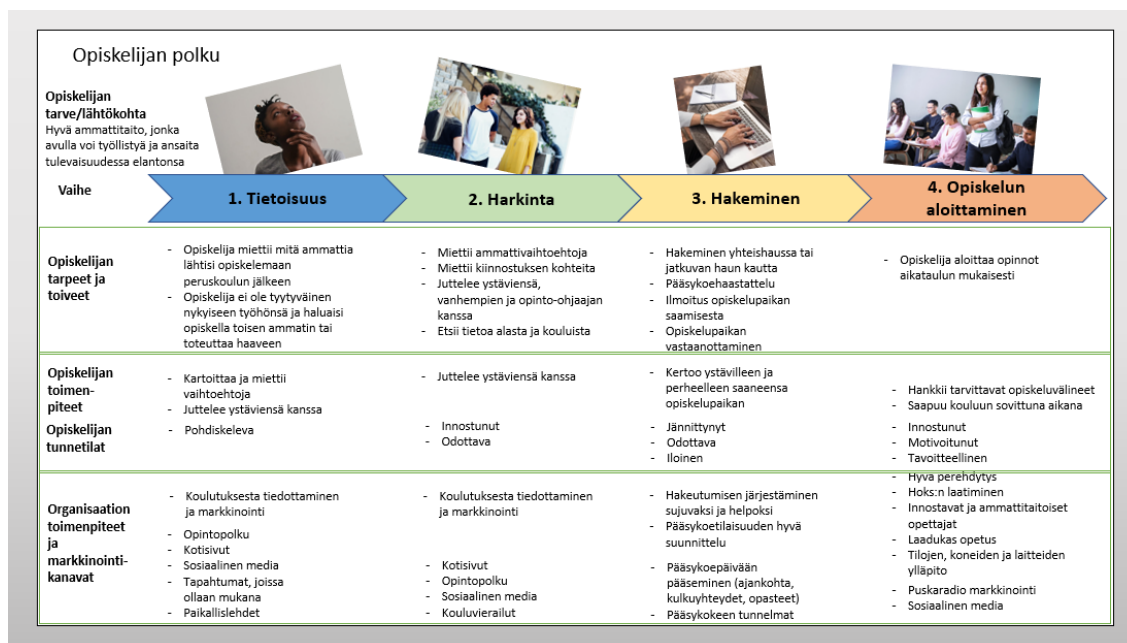 Opiskelijan polku
Opiskelijan
tarve/lähtökohta
Hyvä ammattitaito, jonka
avulla voi työllistyä ja ansaita
tulevaisuudessa elantonsa
Vaihe
1. Tietoisuus
2. Harkinta
3. Hakeminen
4. Opiskelun
aloittaminen
Opiskelijan
tarpeet ja
toiveet
- Opiskelija miettii mitä ammattia
lähtisi opiskelemaan
peruskoulun jälkeen
- Opiskelija ei ole tyytyväinen
nykyiseen työhönsä ja haluaisi
opiskella toisen ammatin tai
toteuttaa haaveen
- Miettii ammattivaihtoehtoja
- Miettii kiinnostuksen kohteita
- Juttelee ystäviensä,
vanhempien ja opinto-ohjaajan
kanssa
- Etsii tietoa alasta ja kouluista
- Hakeminen yhteishaussa tai
jatkuvan haun kautta
- Pääsykoehaastattelu
- Ilmoitus opiskelupaikan
saamisesta
- Opiskelupaikan
vastaanottaminen
- Opiskelija aloittaa opinnot
aikataulun mukaisesti
Opiskelijan
toimen-
piteet
- Kartoittaa ja miettii
vaihtoehtoja
- Juttelee ystäviensä kanssa
- Juttelee ystäviensä kanssa
- Kertoo ystävilleen ja
perheelleen saaneensa
opiskelupaikan
- Hankkii tarvittavat opiskeluvälineet
- Saapuu kouluun sovittuna aikana
Opiskelijan
tunnetilat
- Pohdiskeleva
- Innostunut
- Odottava
- Jännittynyt
- Odottava
- Iloinen
- Innostunut
- Motivoitunut
- Tavoitteellinen
Organisaation
toimenpiteet
ja
markkinointi-
kanavat
- Koulutuksesta tiedottaminen
ja markkinointi
- Opintopolku
- Kotisivut
- Sosiaalinen media
- Tapahtumat, joissa
ollaan mukana
- Paikallislehdet
- Koulutuksesta tiedottaminen
ja markkinointi
- Kotisivut
- Opintopolku
- Sosiaalinen media
- Kouluvierailut
- Hakeutumisen järjestäminen
sujuvaksi ja helpoksi
- Pääsykoetilaisuuden hyvä
suunnittelu
- Pääsykoepäivään
pääseminen (ajankohta,
kulkuyhteydet, opasteet)
- Pääsykokeen tunnelmat
- Hyvä perehdytys
- Hoks:n laatiminen
- Innostavat ja ammattitaitoiset
opettajat
- Laadukas opetus
- Tilojen, koneiden ja laitteiden
ylläpito
- Puskaradio markkinointi
- Sosiaalinen media